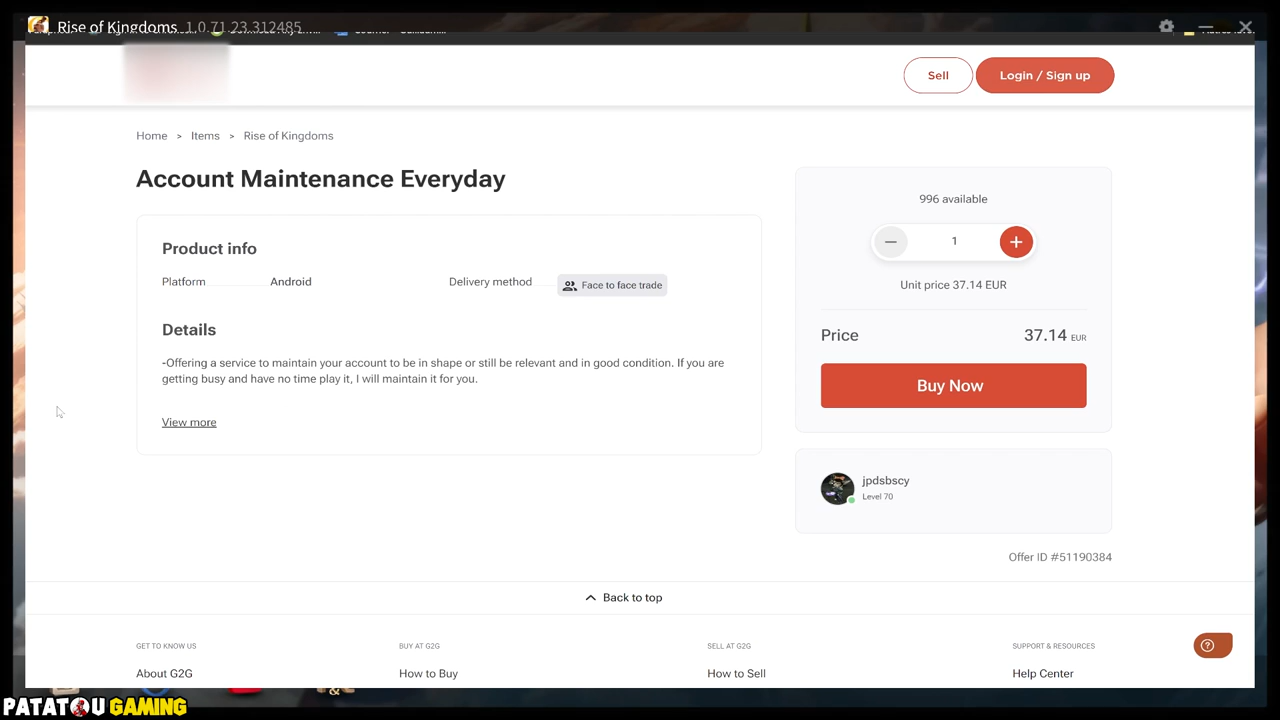 Rise of Kingdoms 1.0.71.23.312485
Sell
Login / Sign up
Home > Items > Rise of Kingdoms
Account Maintenance Everyday
996 available
1
Unit price 37.14 EUR
Price 37.14 EUR
Buy Now
Product info
Platform Android Delivery method Face to face trade
Details
-Offering a service to maintain your account to be in shape or still be relevant and in good condition. If you are
getting busy and have no time play it, I will maintain it for you.
View more
jpdsbscy
Level 70
Offer ID #51190384
Back to top
GET TO KNOW US
About G2G
BUY AT G2G
How to Buy
SELL AT G2G
How to Sell
SUPPORT & RESOURCES
Help Center
PATATOU GAMING